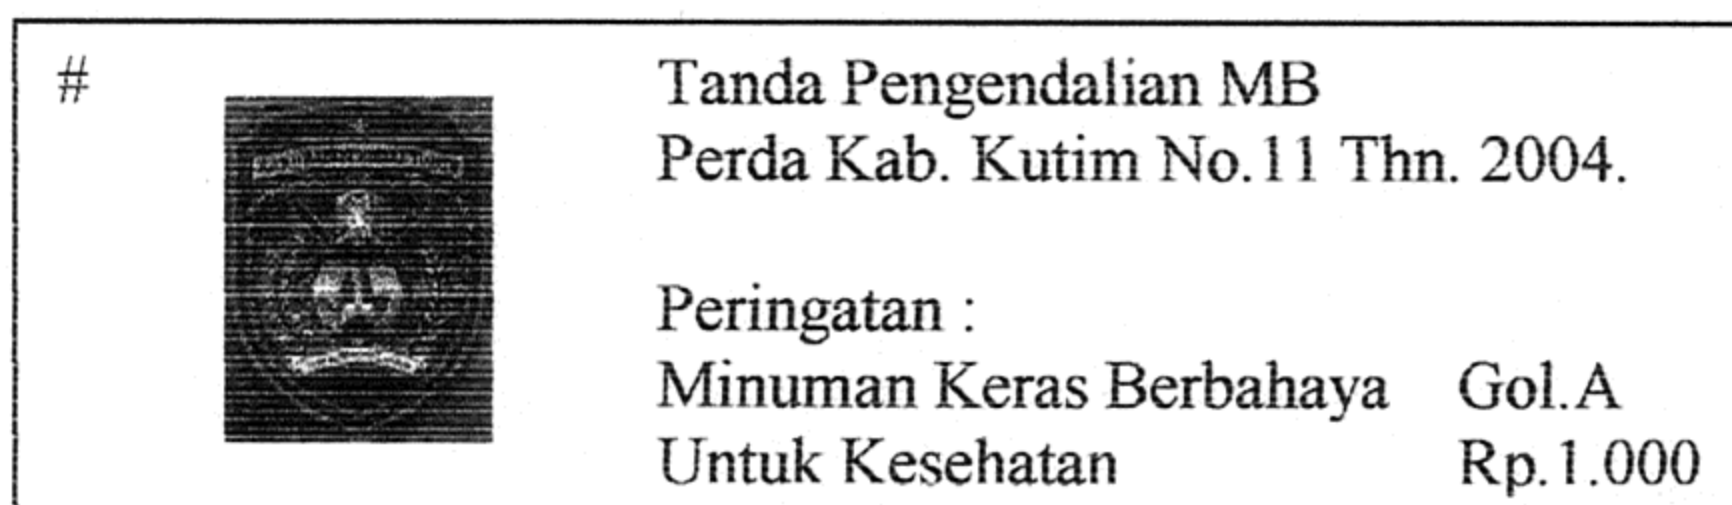 #
Tanda Pengendalian MB
Perda Kab. Kutim No.11 Thn. 2004.
Peringatan :
Minuman Keras Berbahaya Gol.A
Untuk Kesehatan Rp.1.000